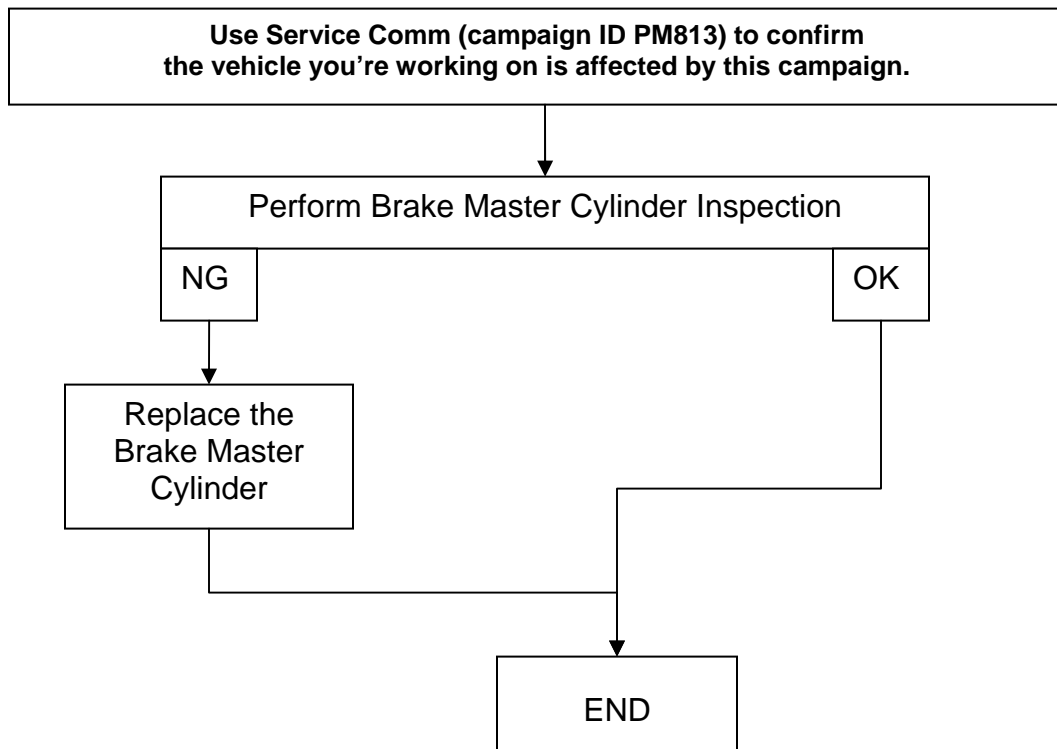 Use Service Comm (campaign ID PM813) to confirm
the vehicle you’re working on is affected by this campaign.
Perform Brake Master Cylinder Inspection
NG
OK
Replace the
Brake Master
Cylinder
END